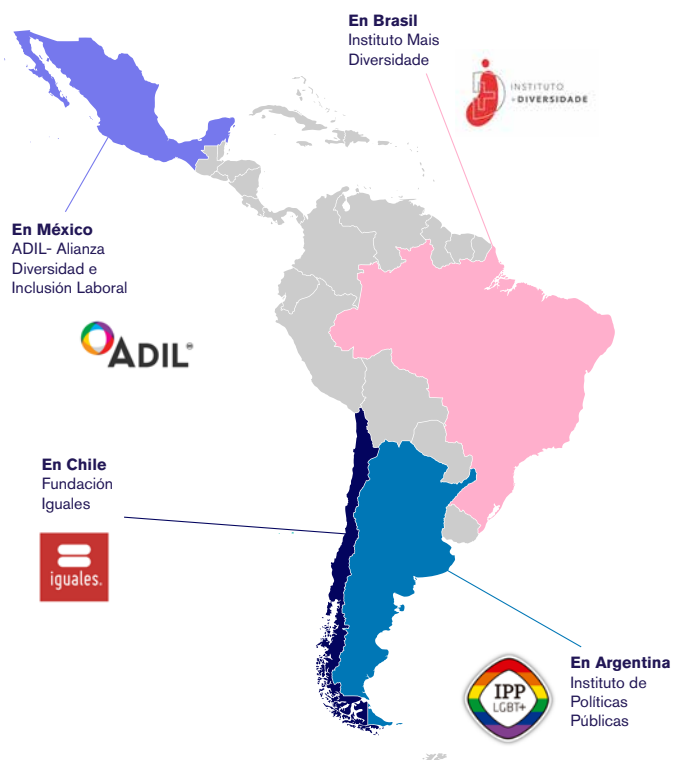 En Brasil
Instituto Mais
Diversidade
INSTITUTO
+DIVERSIDADE
En México
ADIL- Alianza
Diversidad e
Inclusión Laboral
ADIL
En Chile
Fundación
Iguales
iguales.
En Argentina
Instituto de
Políticas
Públicas
IPP
LGBT+